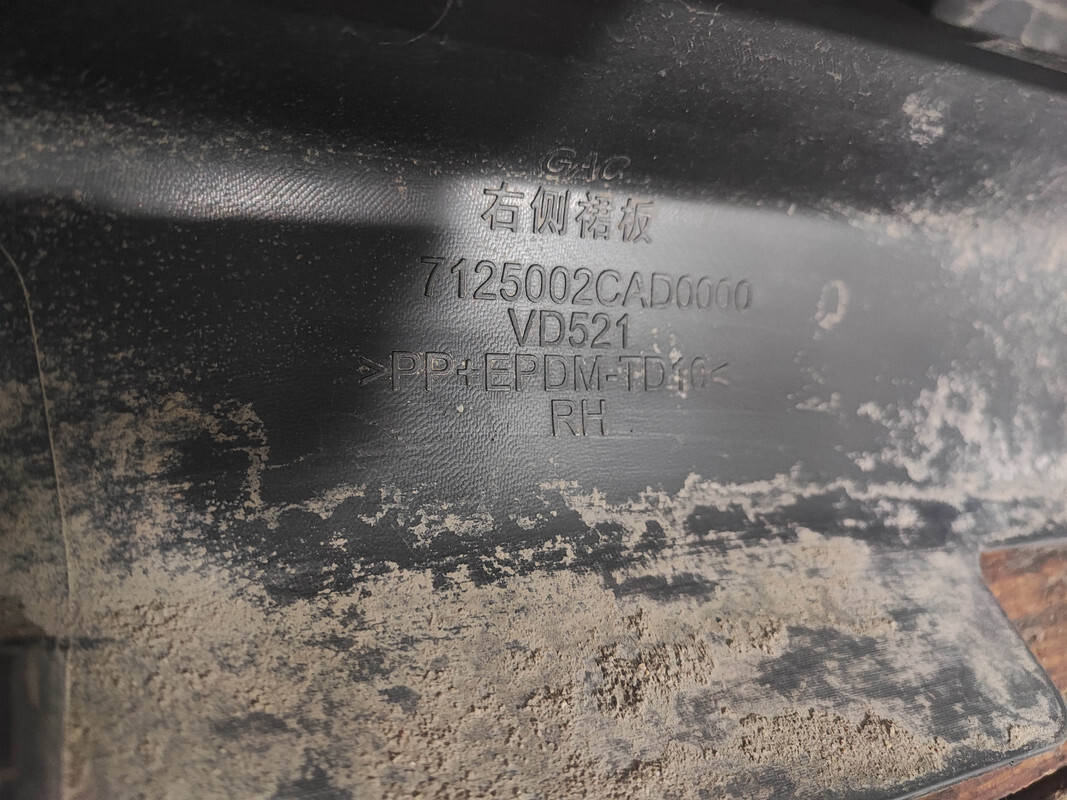 GAC
右侧裙板
7125002CAD0000
VD521
>PP+EPDM-TD10<
RH